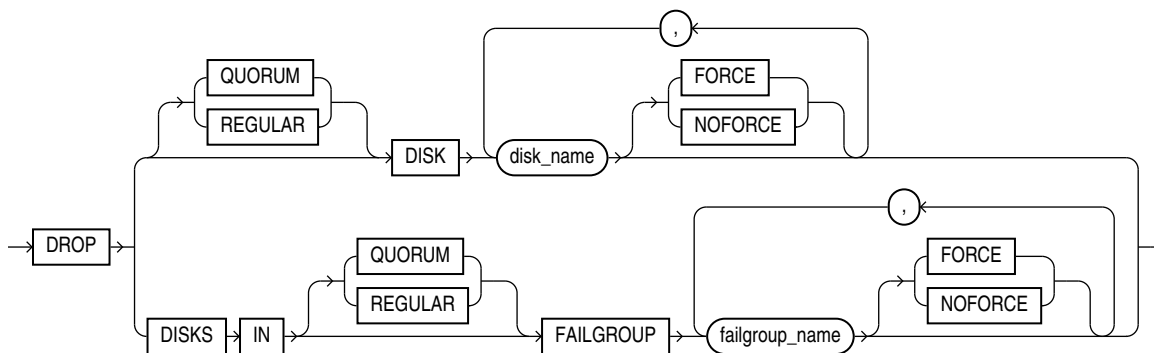 ,
QUORUM FORCE
REGULAR NOFORCE
DISK disk_name
,
DROP
QUORUM FORCE
REGULAR NOFORCE
DISKS IN FAILGROUP failgroup_name